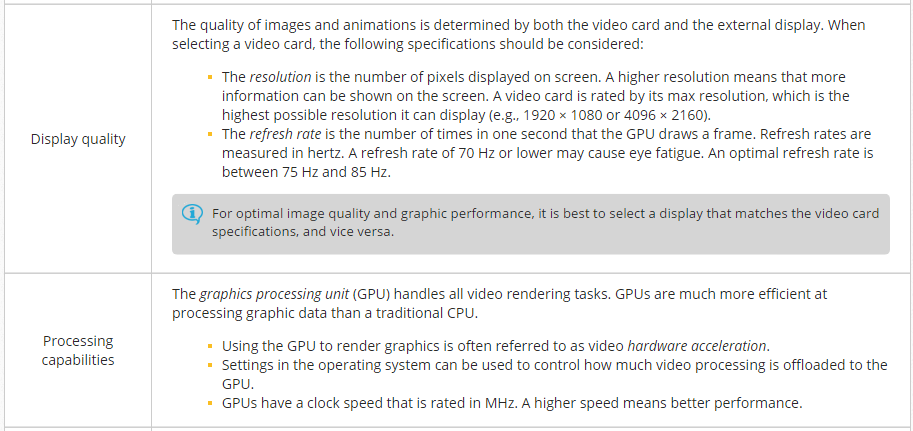 The quality of images and animations is determined by both the video card and the external display. When
selecting a video card, the following specifications should be considered:
Display quality
▪ The resolution is the number of pixels displayed on screen. A higher resolution means that more
information can be shown on the screen. A video card is rated by its max resolution, which is the
highest possible resolution it can display (e.g., 1920 × 1080 or 4096 × 2160).
▪ The refresh rate is the number of times in one second that the GPU draws a frame. Refresh rates are
measured in hertz. A refresh rate of 70 Hz or lower may cause eye fatigue. An optimal refresh rate is
between 75 Hz and 85 Hz.
For optimal image quality and graphic performance, it is best to select a display that matches the video card
specifications, and vice versa.
Processing
capabilities
The graphics processing unit (GPU) handles all video rendering tasks. GPUs are much more efficient at
processing graphic data than a traditional CPU.
▪ Using the GPU to render graphics is often referred to as video hardware acceleration.
▪ Settings in the operating system can be used to control how much video processing is offloaded to the
GPU.
▪ GPUs have a clock speed that is rated in MHz. A higher speed means better performance.